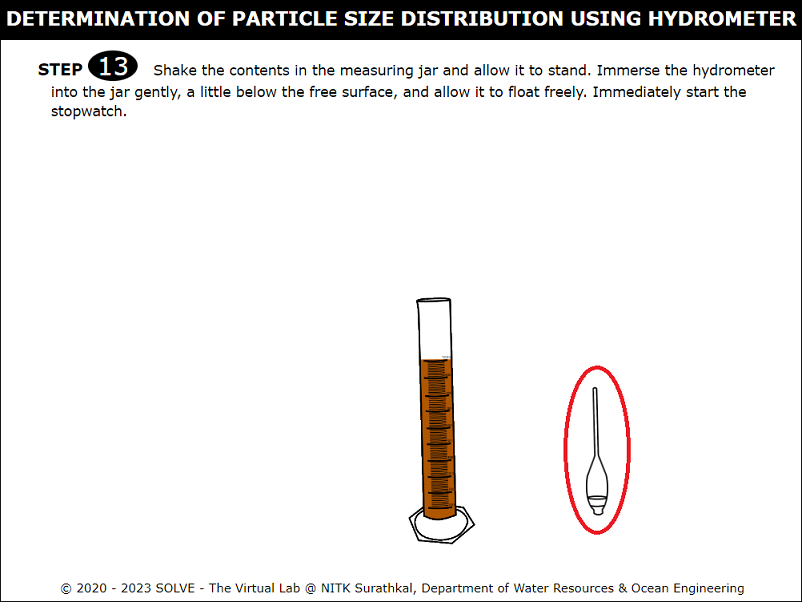 DETERMINATION OF PARTICLE SIZE DISTRIBUTION USING HYDROMETER
STEP 13 Shake the contents in the measuring jar and allow it to stand. Immerse the hydrometer
into the jar gently, a little below the free surface, and allow it to float freely. Immediately start the
stopwatch.
© 2020 - 2023 SOLVE - The Virtual Lab @ NITK Surathkal, Department of Water Resources & Ocean Engineering